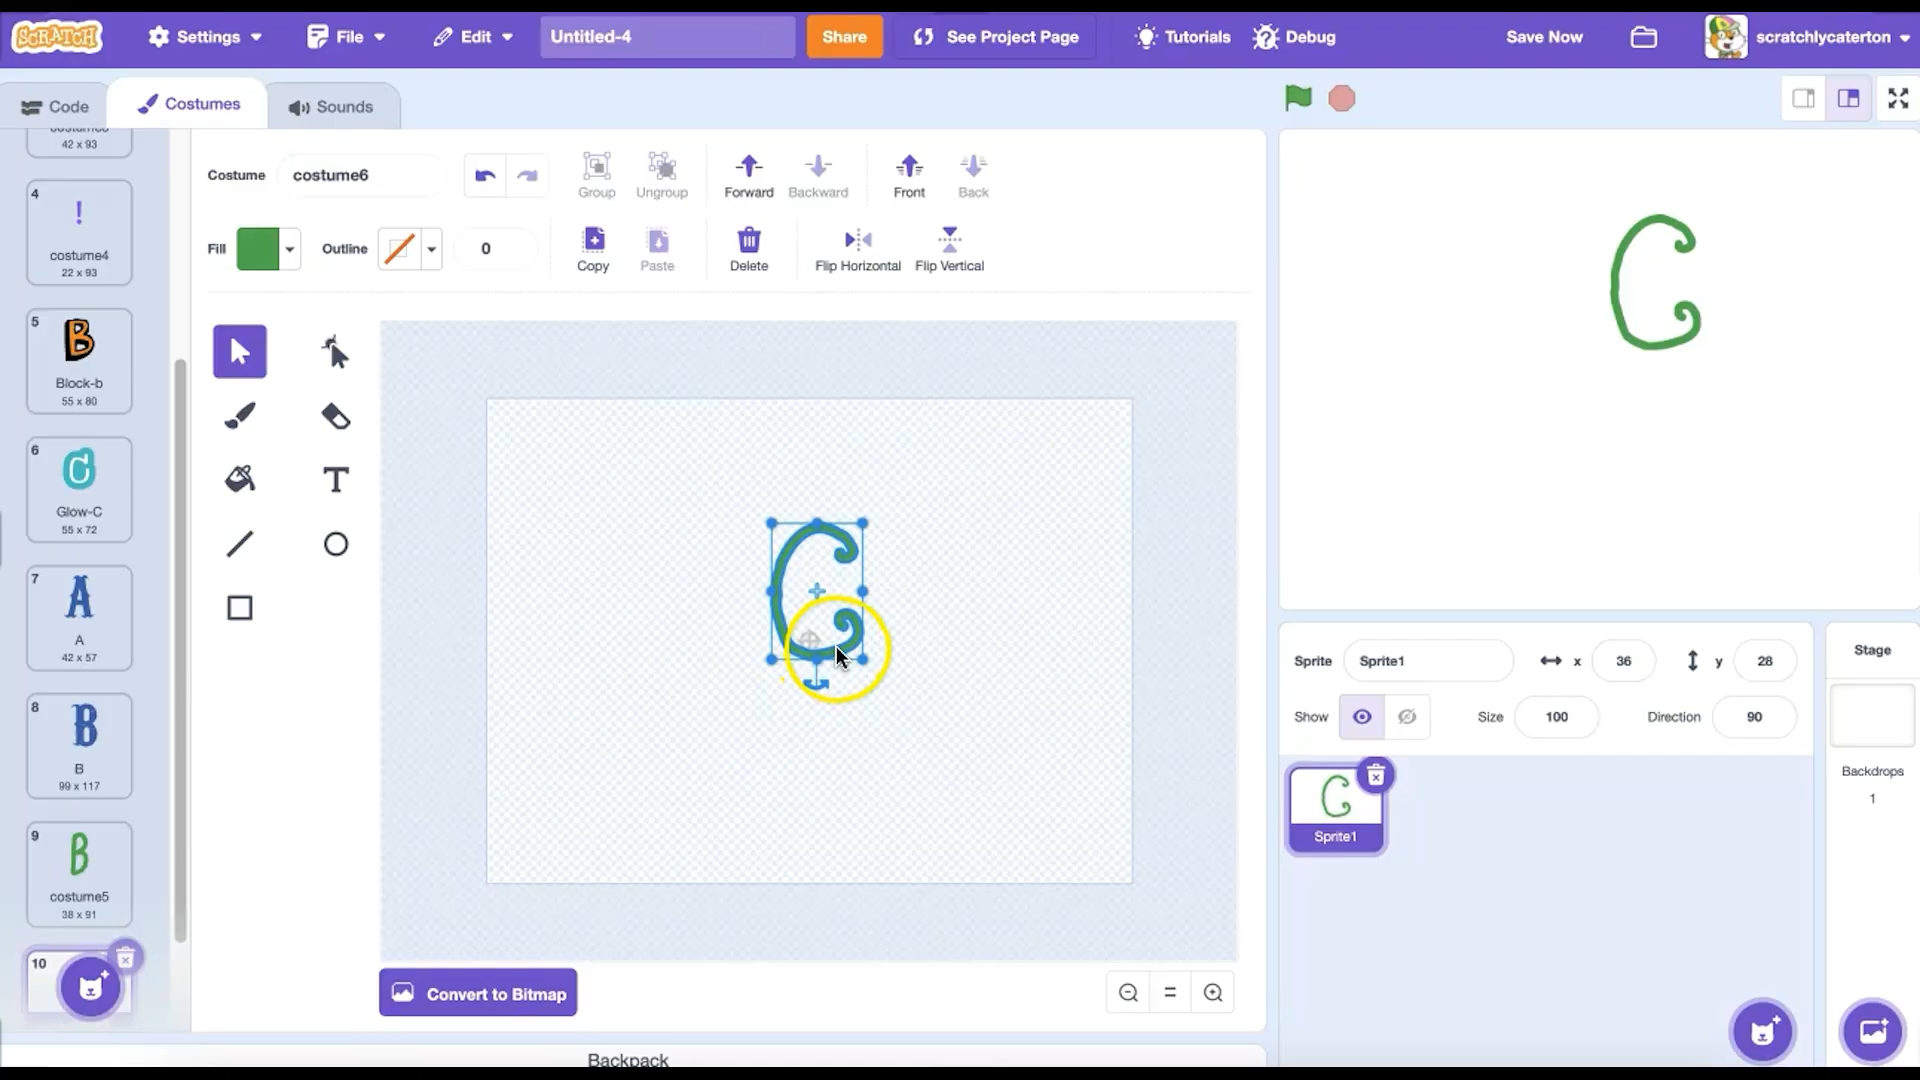 SCRATCH Settings File Edit Untitled-4 Share See Project Page Tutorials Debug Save Now scratchlycaterton
Code Costumes Sounds
42 x 93
4
!
costume4
22 x 93
5
B
Block-b
55 x 80
6
C
Glow-C
55 x 72
7
A
A
42 x 57
8
B
B
99 x 117
9
B
costume5
38 x 91
10
Costume costume6
Group Ungroup Forward Backward Front Back
Fill Outline 0
Copy Paste Delete Flip Horizontal Flip Vertical
T
C
Convert to Bitmap
=
Backpack
C
Sprite Sprite1 x 36 y 28
Show Size 100 Direction 90
C
Sprite1
Stage
Backdrops
1